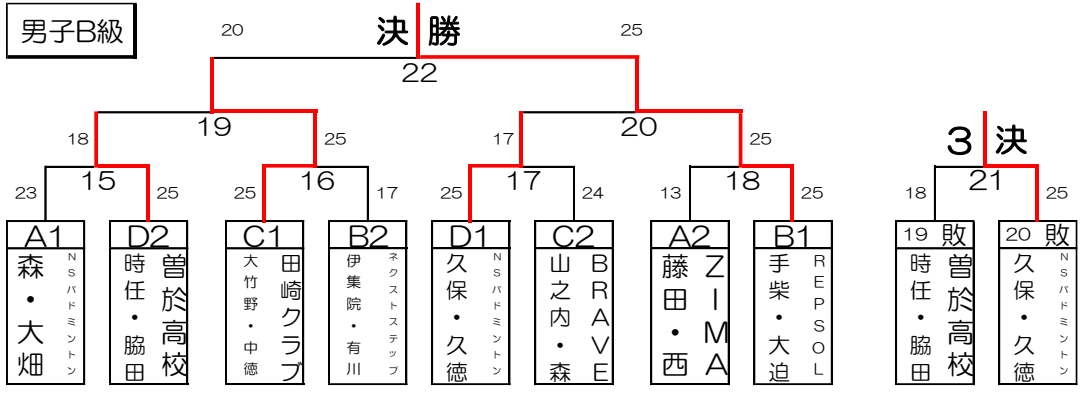 男子B級
20
決勝
25
22
18
19
25
17
20
25
3決
23
15
25
25
16
17
25
17
24
13
18
25
18
21
25
A1
D2
C1
B2
D1
C2
A2
B1
19 敗
20 敗
森・大畑
NSバドミントン
時任・脇田
曽於高校
大竹野・中徳
田崎クラブ
伊集院・有川
ネクストステップ
久保・久徳
NSバドミントン
山之内・森
BRAVE
藤田・西
ZIMA
手柴・大迫
REPSOL
時任・脇田
曽於高校
久保・久徳
NSバドミントン